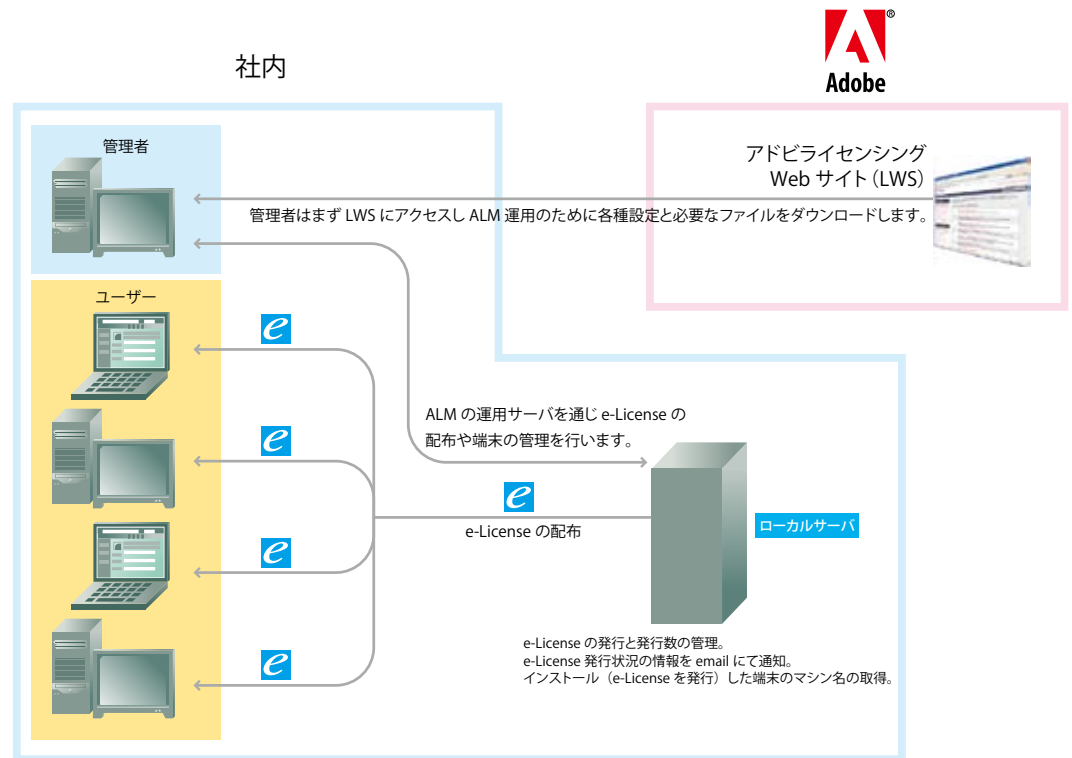 社内
Adobe
管理者
アドビライセンシング
Web サイト（LWS）
管理者はまず LWS にアクセスし ALM 運用のために各種設定と必要なファイルをダウンロードします。
ユーザー
e
e
e
e
ALM の運用サーバを通じ e-License の
配布や端末の管理を行います。
e
e-License の配布
ローカルサーバ
e-License の発行と発行数の管理。
e-License 発行状況の情報を email にて通知。
インストール（e-License を発行）した端末のマシン名の取得。